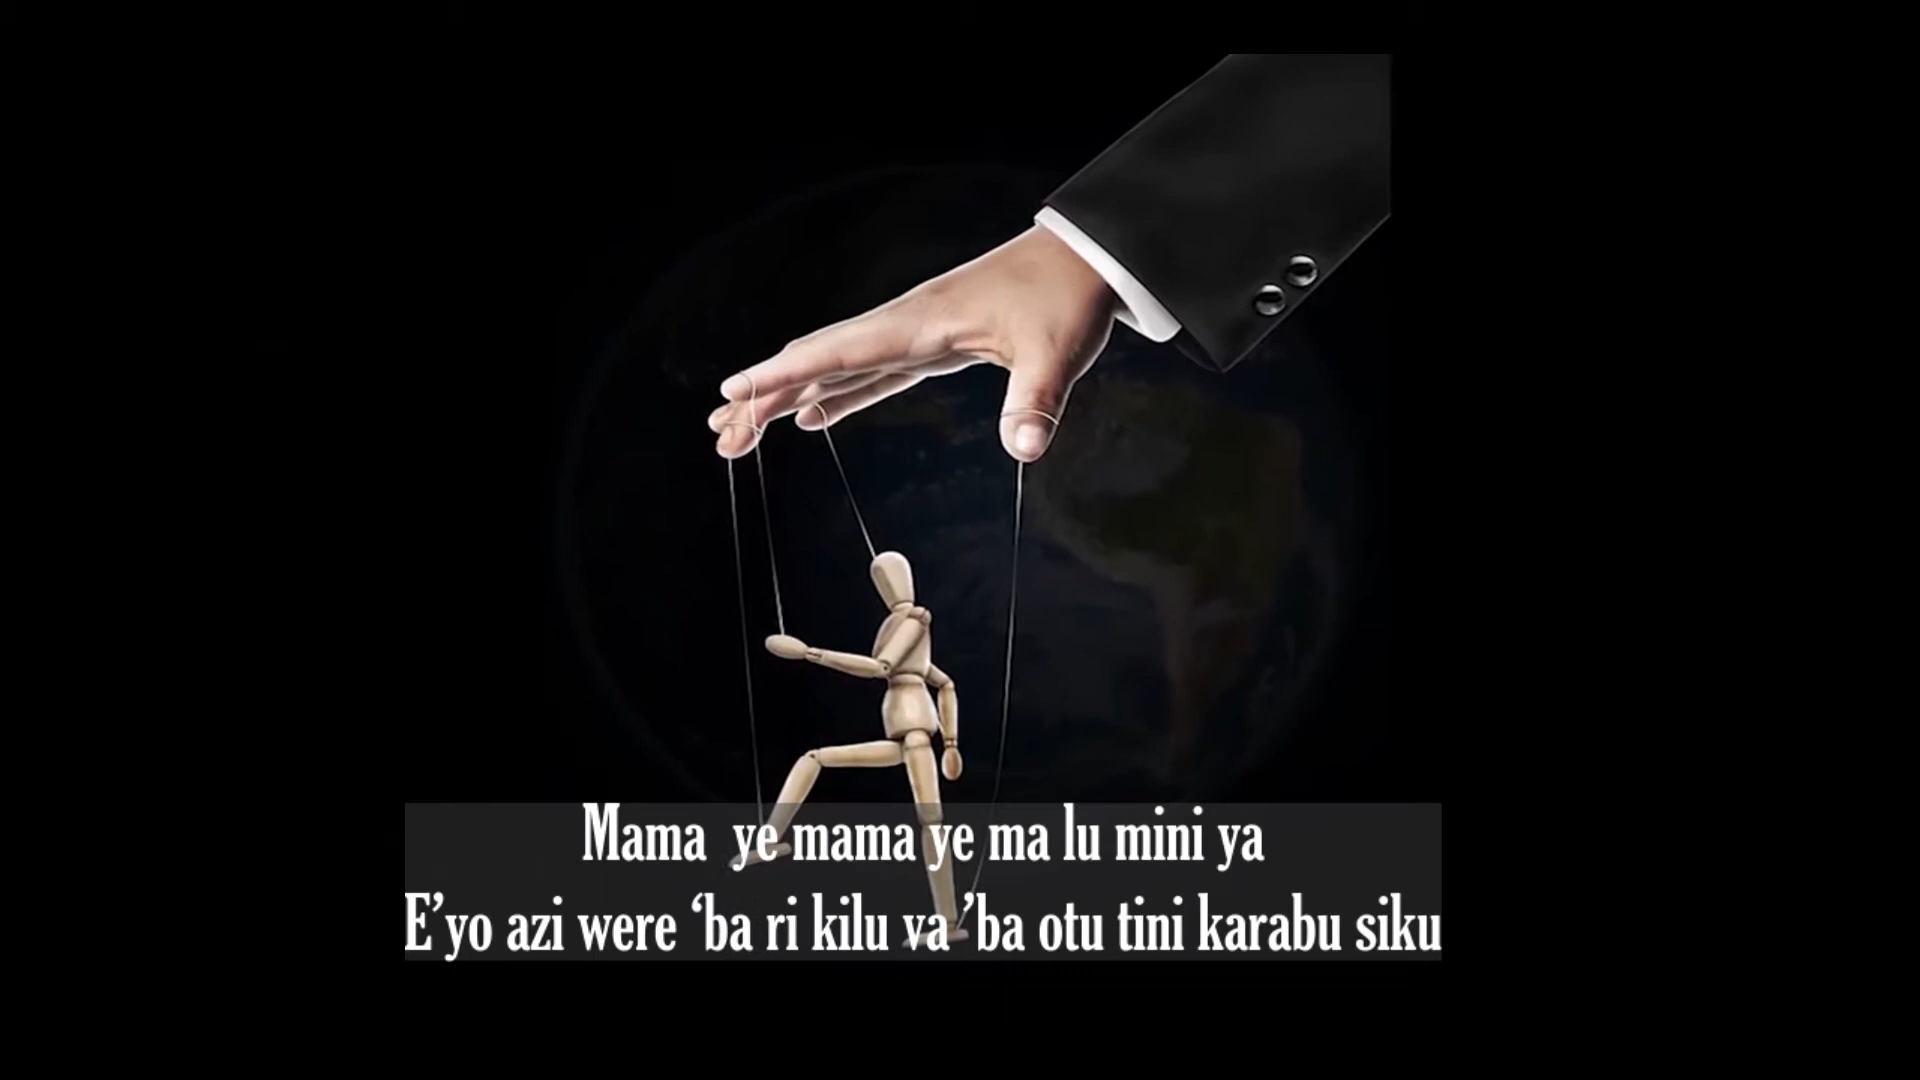 Mama ye mama ye ma lu mini ya
E’yo azi were ‘ba ri kilu va ’ba otu tini karabu siku